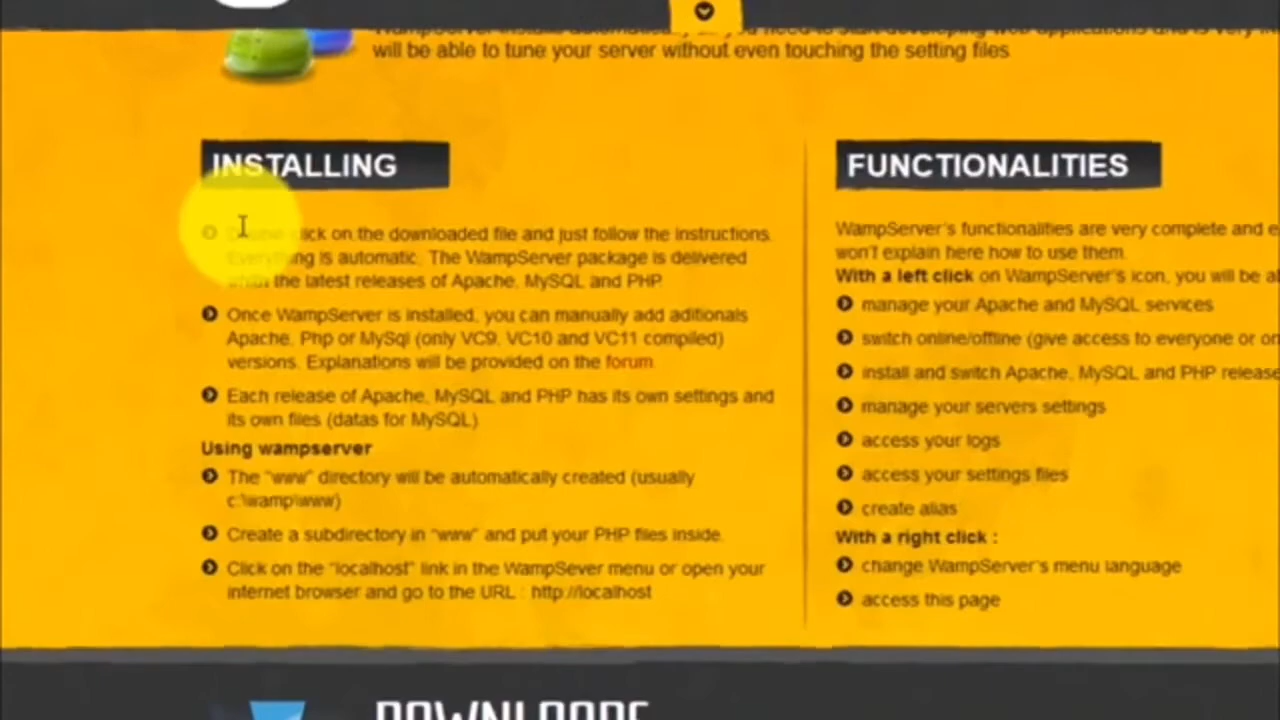 will be able to tune your server without even touching the setting files
INSTALLING
click on the downloaded file and just follow the instructions.
Everything is automatic. The WampServer package is delivered
the latest releases of Apache, MySQL and PHP.
Once WampServer is installed, you can manually add aditionals
Apache, Php or MySql (only VC9, VC10 and VC11 compiled)
versions. Explanations will be provided on the forum.
Each release of Apache, MySQL and PHP has its own settings and
its own files (datas for MySQL).
Using wampserver
The "www" directory will be automatically created (usually
c:\wamp\www)
Create a subdirectory in "www" and put your PHP files inside.
Click on the "localhost" link in the WampSever menu or open your
internet browser and go to the URL : http://localhost
FUNCTIONALITIES
WampServer's functionalities are very complete and e
won't explain here how to use them.
With a left click on WampServer's icon, you will be a
manage your Apache and MySQL services
switch online/offline (give access to everyone or on
install and switch Apache, MySQL and PHP release
manage your servers settings
access your logs
access your settings files
create alias
With a right click :
change WampServer's menu language
access this page
DOWNLOADS